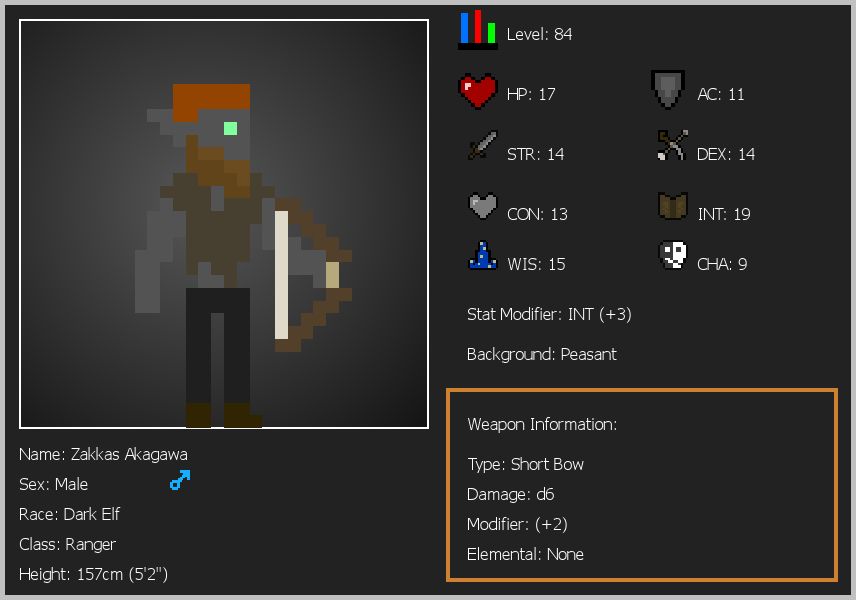 Level: 84
HP: 17
AC: 11
STR: 14
DEX: 14
CON: 13
INT: 19
WIS: 15
CHA: 9
Stat Modifier: INT (+3)
Background: Peasant
Weapon Information:
Type: Short Bow
Damage: d6
Modifier: (+2)
Elemental: None
Name: Zakkas Akagawa
Sex: Male
Race: Dark Elf
Class: Ranger
Height: 157cm (5'2")